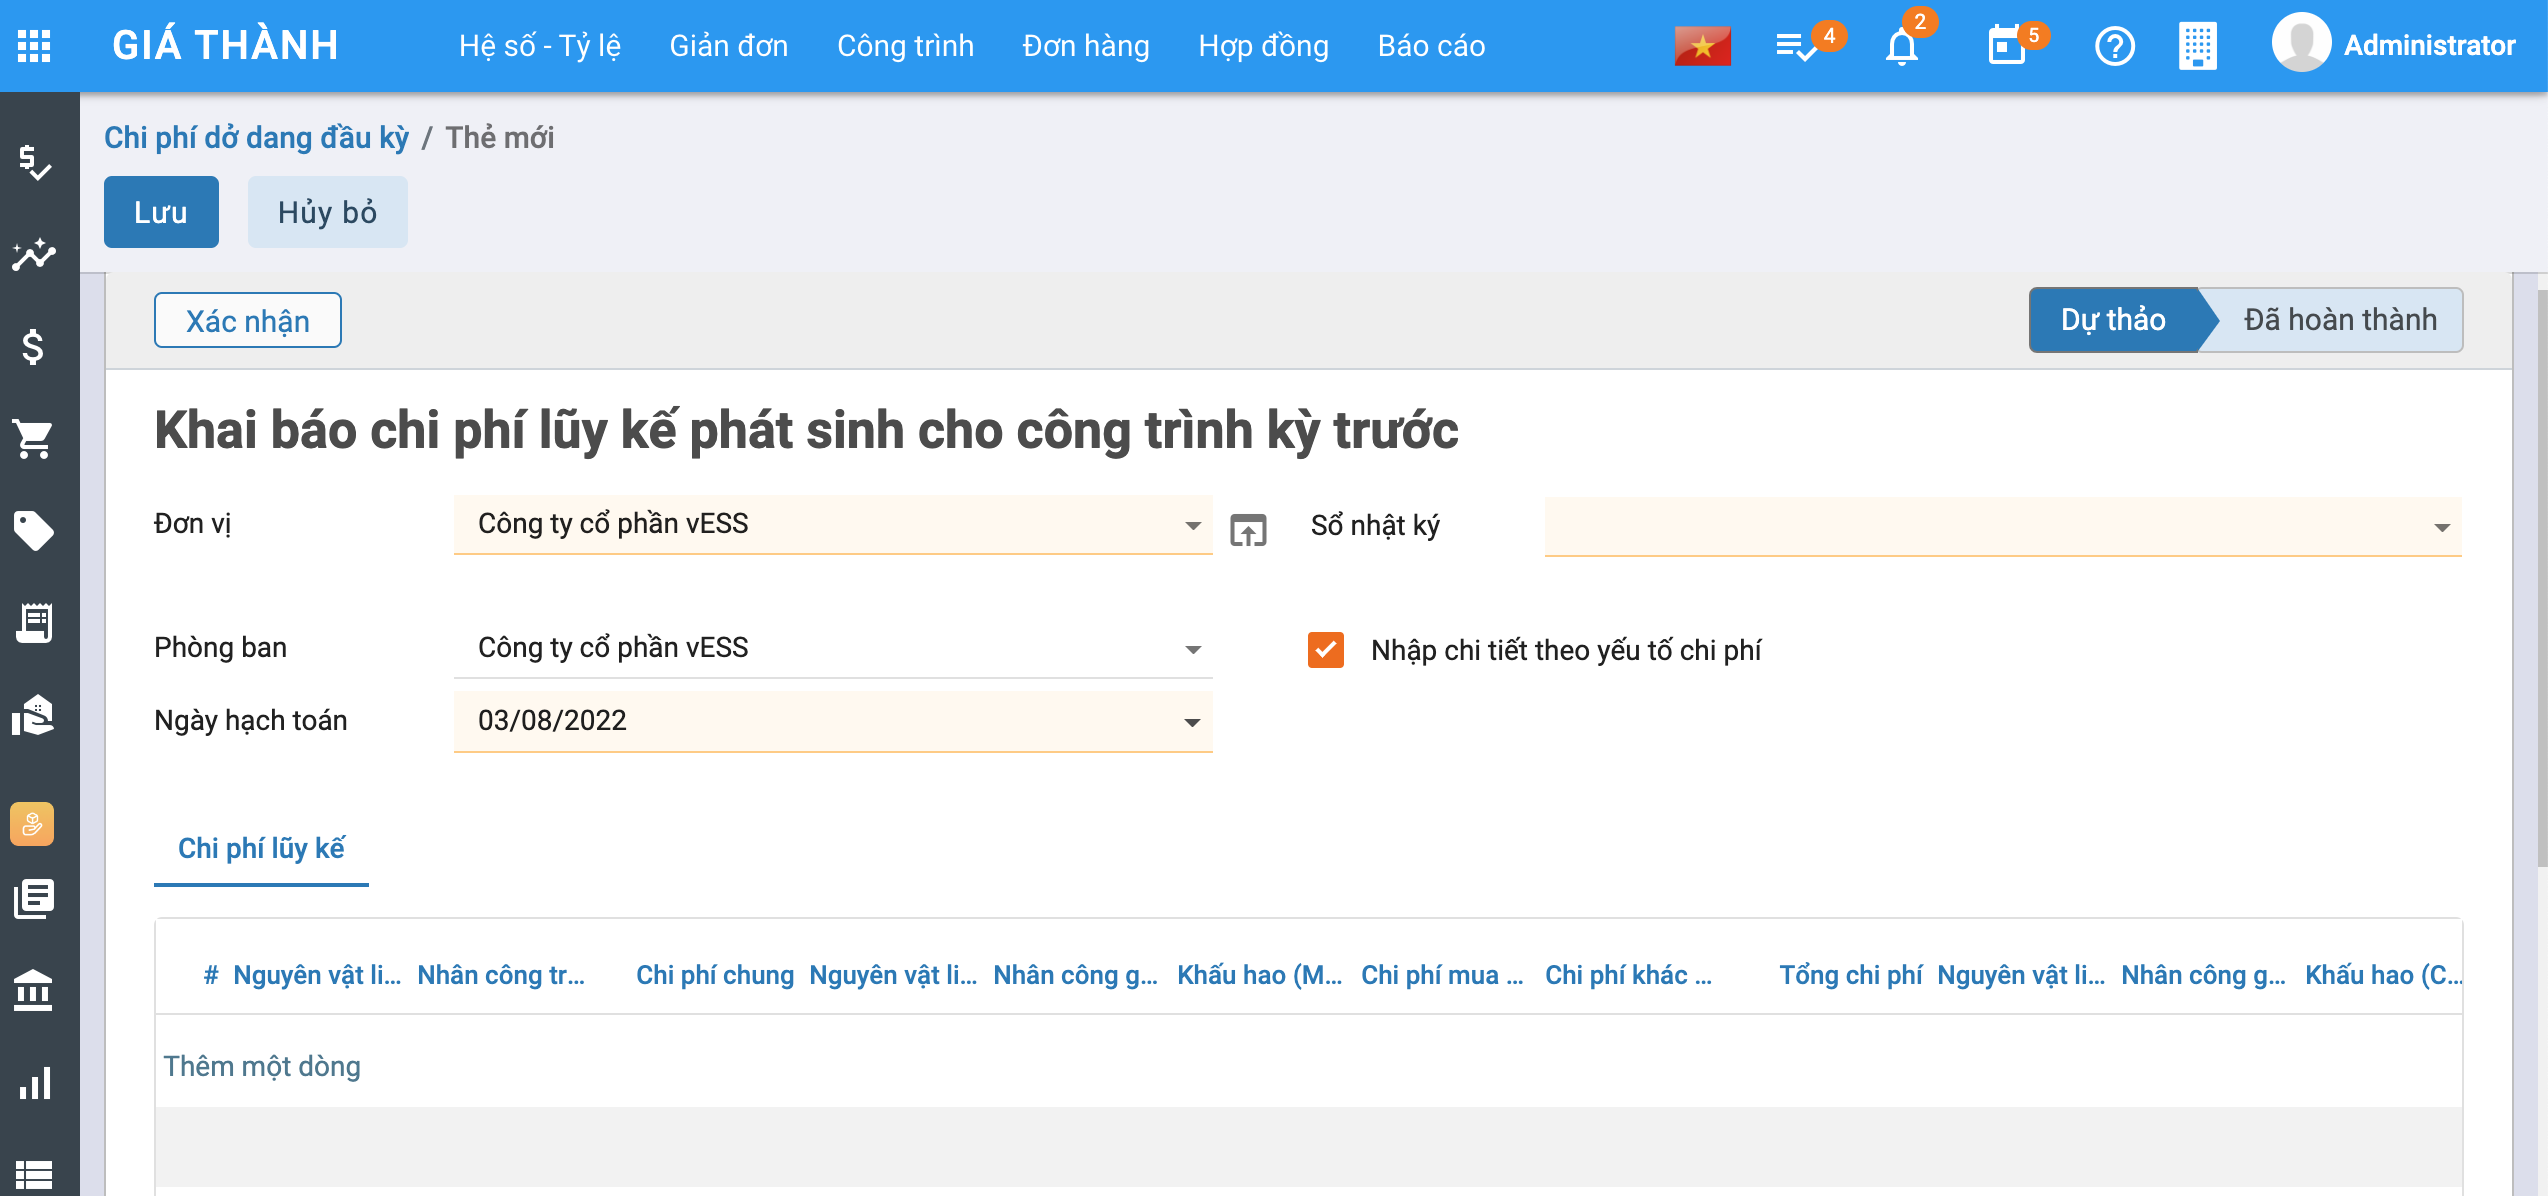 GIÁ THÀNH Hệ số - Tỷ lệ Giản đơn Công trình Đơn hàng Hợp đồng Báo cáo 4 2 5 Administrator
Chi phí dở dang đầu kỳ / Thẻ mới
Lưu Hủy bỏ
Xác nhận Dự thảo Đã hoàn thành
Khai báo chi phí lũy kế phát sinh cho công trình kỳ trước
Đơn vị Công ty cổ phần vESS Sổ nhật ký
Phòng ban Công ty cổ phần vESS Nhập chi tiết theo yếu tố chi phí
Ngày hạch toán 03/08/2022
Chi phí lũy kế
# Nguyên vật li... Nhân công tr... Chi phí chung Nguyên vật li... Nhân công g... Khấu hao (M... Chi phí mua ... Chi phí khác ... Tổng chi phí Nguyên vật li... Nhân công g... Khấu hao (C...
Thêm một dòng